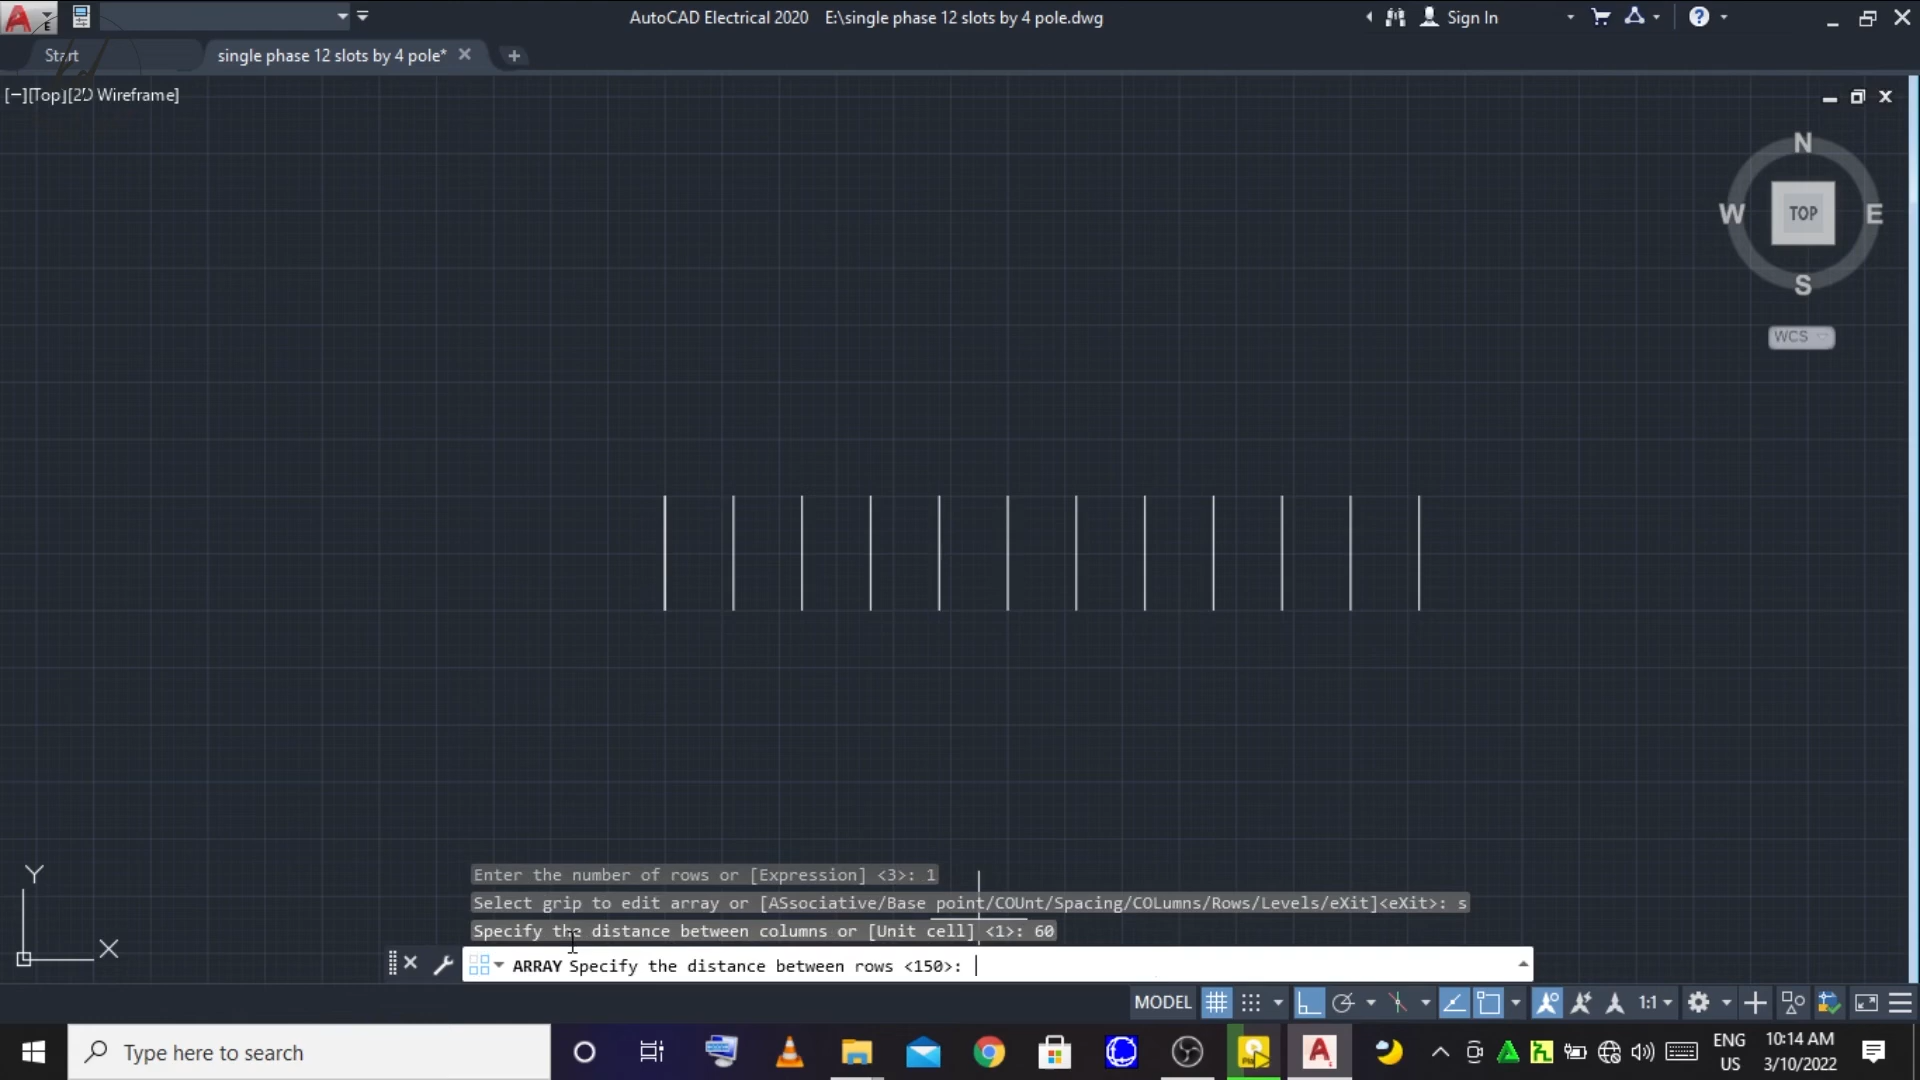 AutoCAD Electrical 2020 E:\single phase 12 slots by 4 pole.dwg
Sign In
Start
single phase 12 slots by 4 pole*
[−][Top][2D Wireframe]
N
W
TOP
E
S
WCS
Y
X
Enter the number of rows or [Expression] <3>: 1
Select grip to edit array or [ASsociative/Base point/COUnt/Spacing/COLumns/Rows/Levels/eXit]<eXit>: s
Specify the distance between columns or [Unit cell] <1>: 60
ARRAY Specify the distance between rows <150>:
MODEL
1:1
Type here to search
ENG
US
10:14 AM
3/10/2022